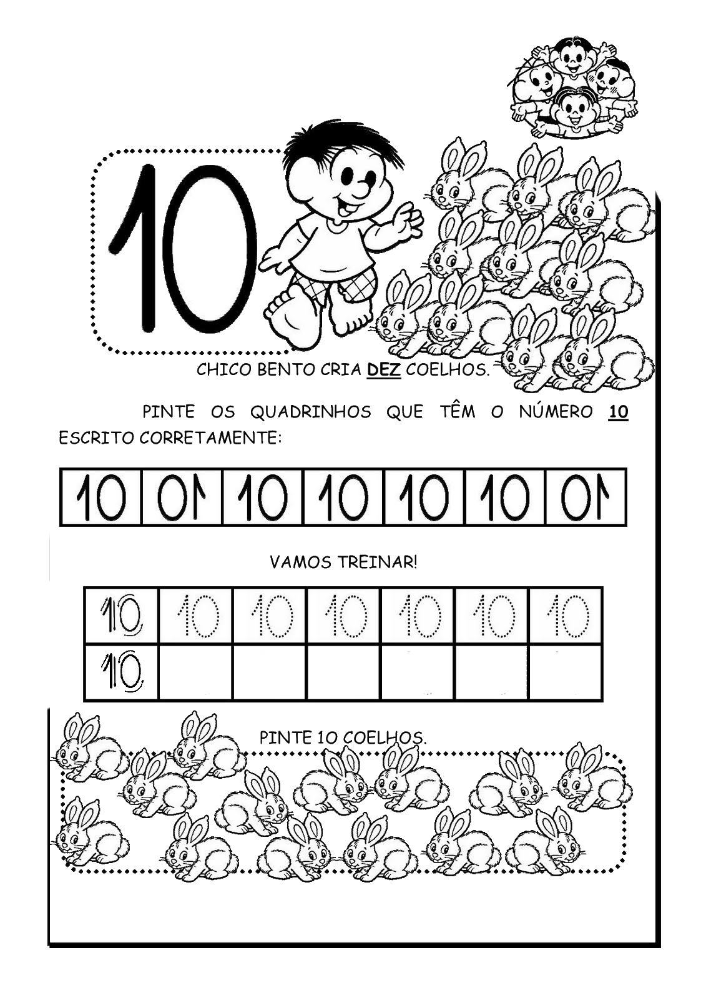 10
CHICO BENTO CRIA DEZ COELHOS.
PINTE OS QUADRINHOS QUE TÊM O NÚMERO 10
ESCRITO CORRETAMENTE:
10 01 10 10 10 10 01
VAMOS TREINAR!
10 10 10 10 10 10 10
10
PINTE 10 COELHOS.